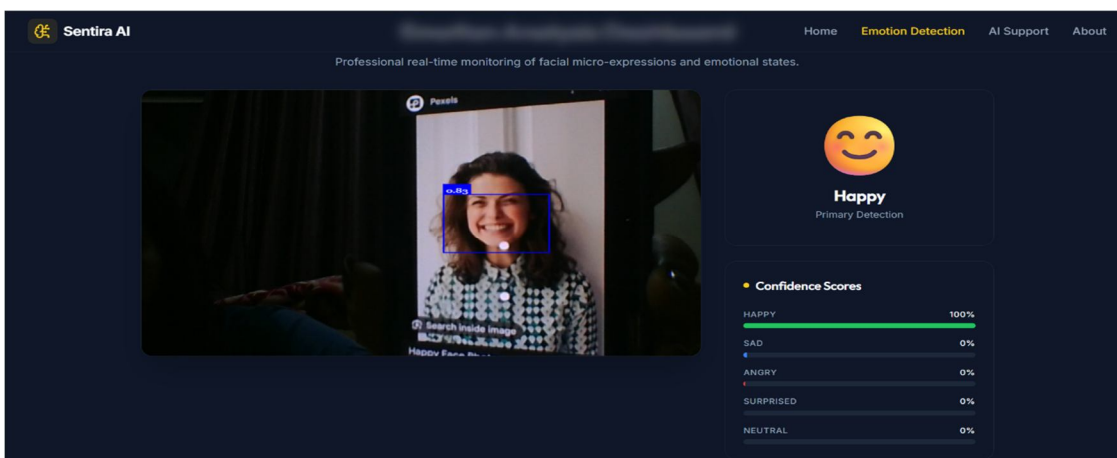 Sentira AI
Home Emotion Detection AI Support About
Professional real-time monitoring of facial micro-expressions and emotional states.
Pexels
0.83
Search inside image
Happy Face
Happy
Primary Detection
Confidence Scores
HAPPY 100%
SAD 0%
ANGRY 0%
SURPRISED 0%
NEUTRAL 0%